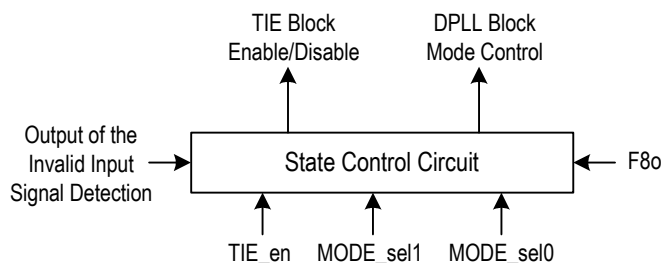 TIE Block
Enable/Disable
DPLL Block
Mode Control
Output of the
Invalid Input
Signal Detection
State Control Circuit
F8o
TIE_en
MODE_sel1
MODE_sel0